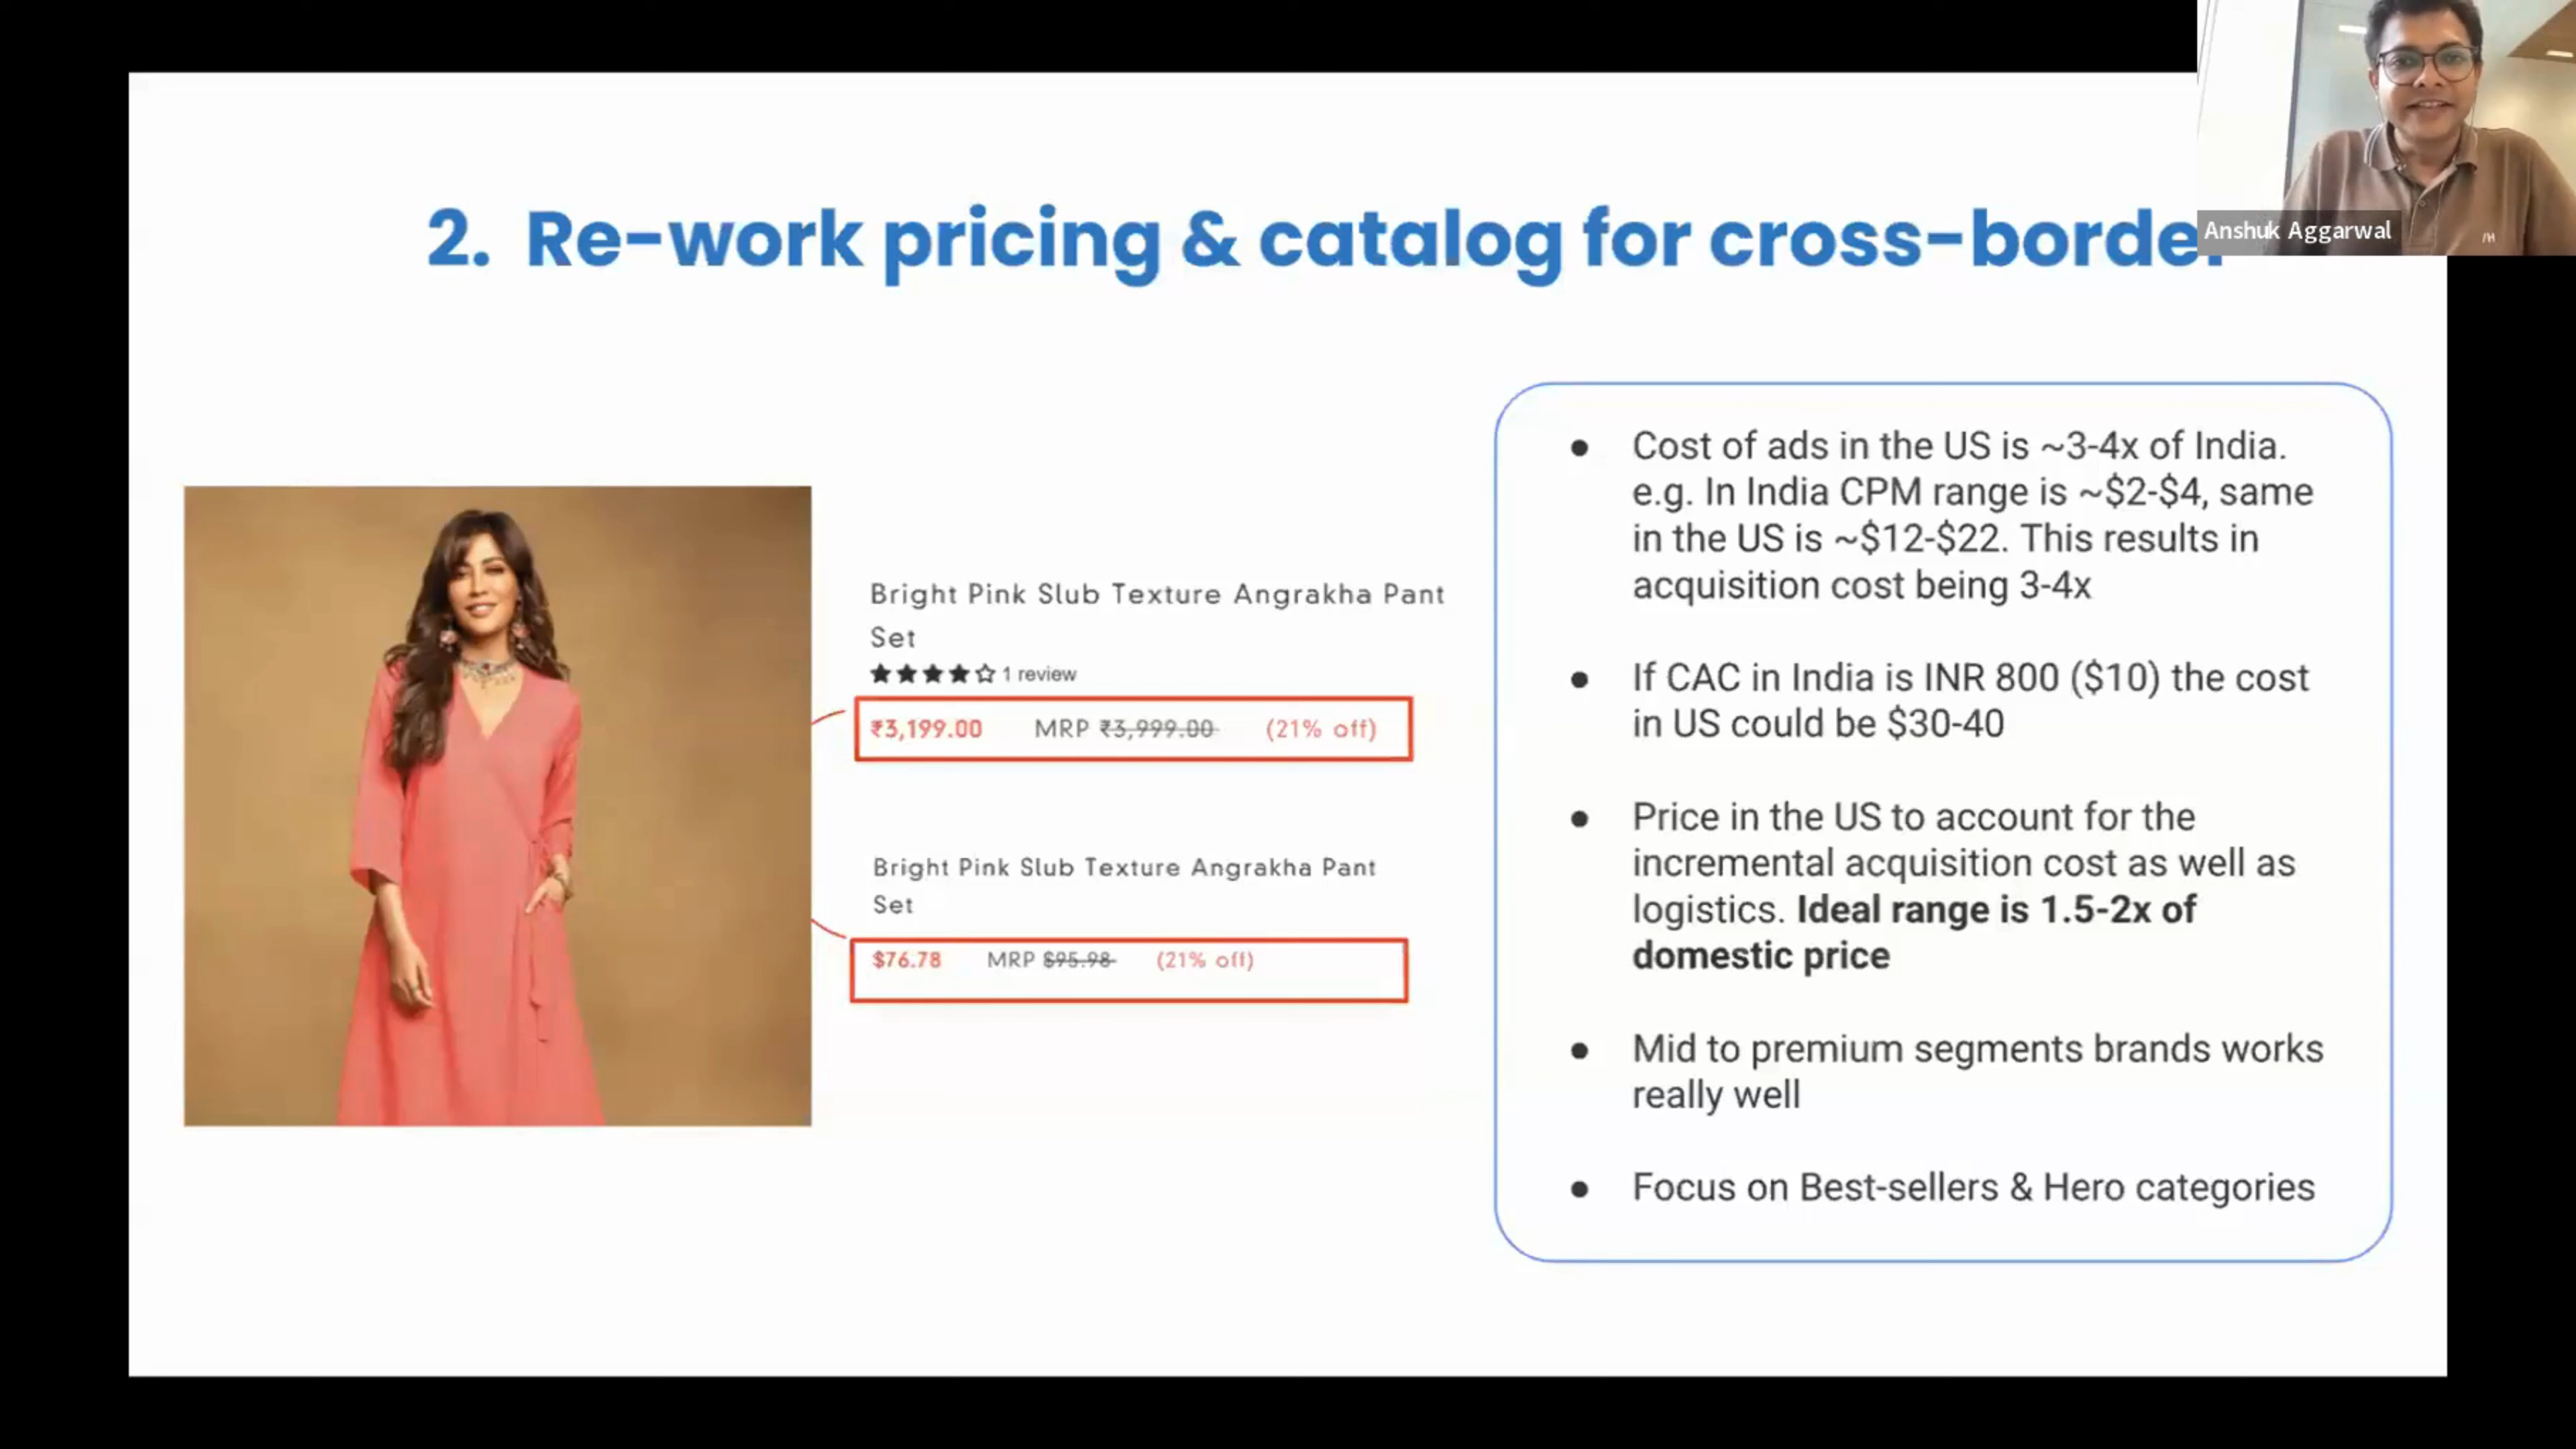 Anshuk Aggarwal
2. Re-work pricing & catalog for cross-border
Bright Pink Slub Texture Angrakha Pant
Set
★★★★☆ 1 review
₹3,199.00 MRP ₹3,999.00 (21% off)
Bright Pink Slub Texture Angrakha Pant
Set
$76.78 MRP $95.98 (21% off)
● Cost of ads in the US is ~3-4x of India.
e.g. In India CPM range is ~$2-$4, same
in the US is ~$12-$22. This results in
acquisition cost being 3-4x
● If CAC in India is INR 800 ($10) the cost
in US could be $30-40
● Price in the US to account for the
incremental acquisition cost as well as
logistics. Ideal range is 1.5-2x of
domestic price
● Mid to premium segments brands works
really well
● Focus on Best-sellers & Hero categories